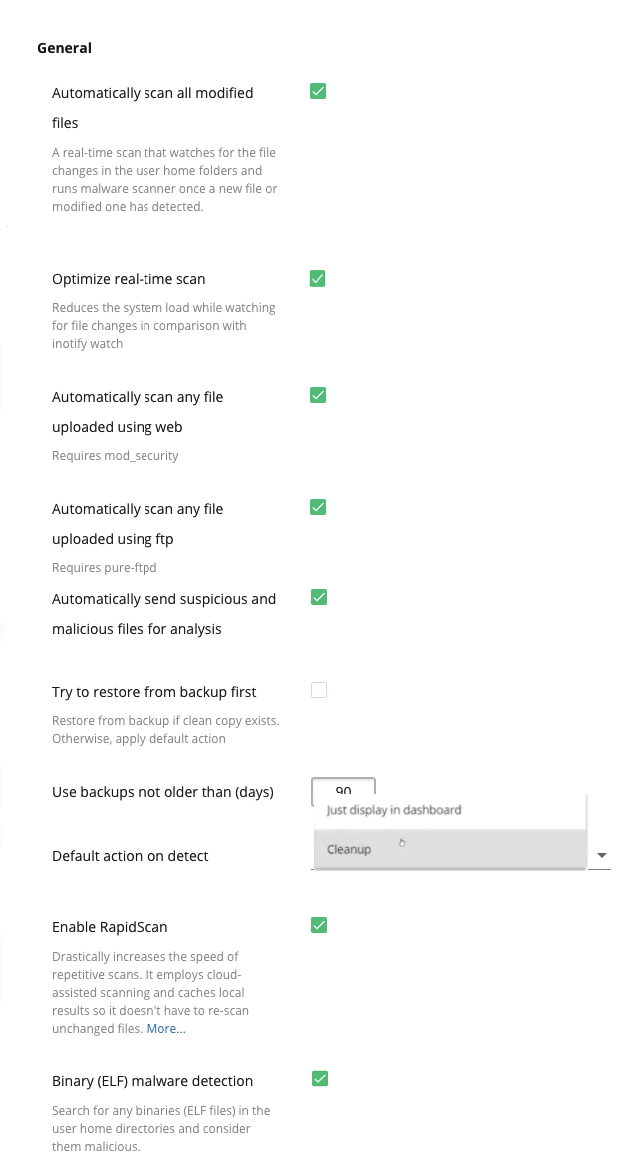 General
Automatically scan all modified
files
A real-time scan that watches for the file
changes in the user home folders and
runs malware scanner once a new file or
modified one has detected.
Optimize real-time scan
Reduces the system load while watching
for file changes in comparison with
inotify watch
Automatically scan any file
uploaded using web
Requires mod_security
Automatically scan any file
uploaded using ftp
Requires pure-ftpd
Automatically send suspicious and
malicious files for analysis
Try to restore from backup first
Restore from backup if clean copy exists.
Otherwise, apply default action
Use backups not older than (days)
90
Just display in dashboard
Default action on detect
Cleanup
Enable RapidScan
Drastically increases the speed of
repetitive scans. It employs cloud-
assisted scanning and caches local
results so it doesn't have to re-scan
unchanged files. More...
Binary (ELF) malware detection
Search for any binaries (ELF files) in the
user home directories and consider
them malicious.